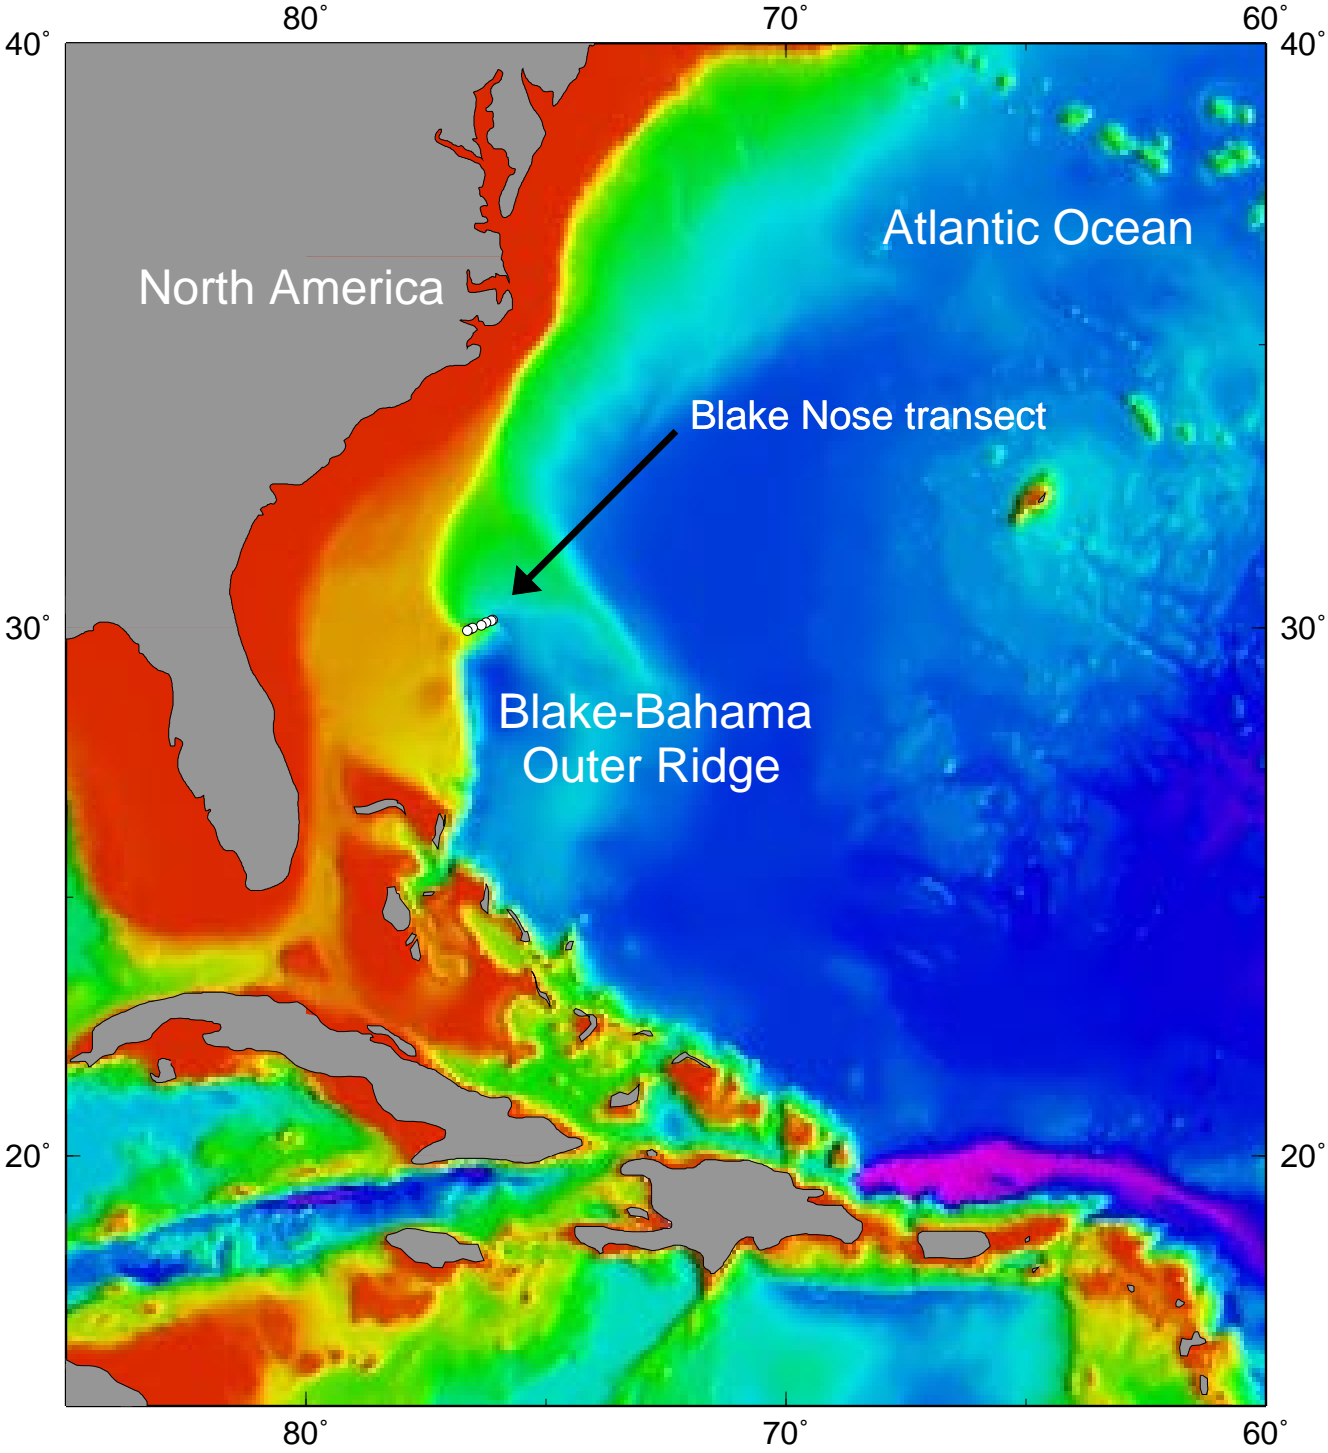 80° 70° 60°
40° 40°
Atlantic Ocean
North America
Blake Nose transect
30° 30°
Blake-Bahama
Outer Ridge
20° 20°
80° 70° 60°